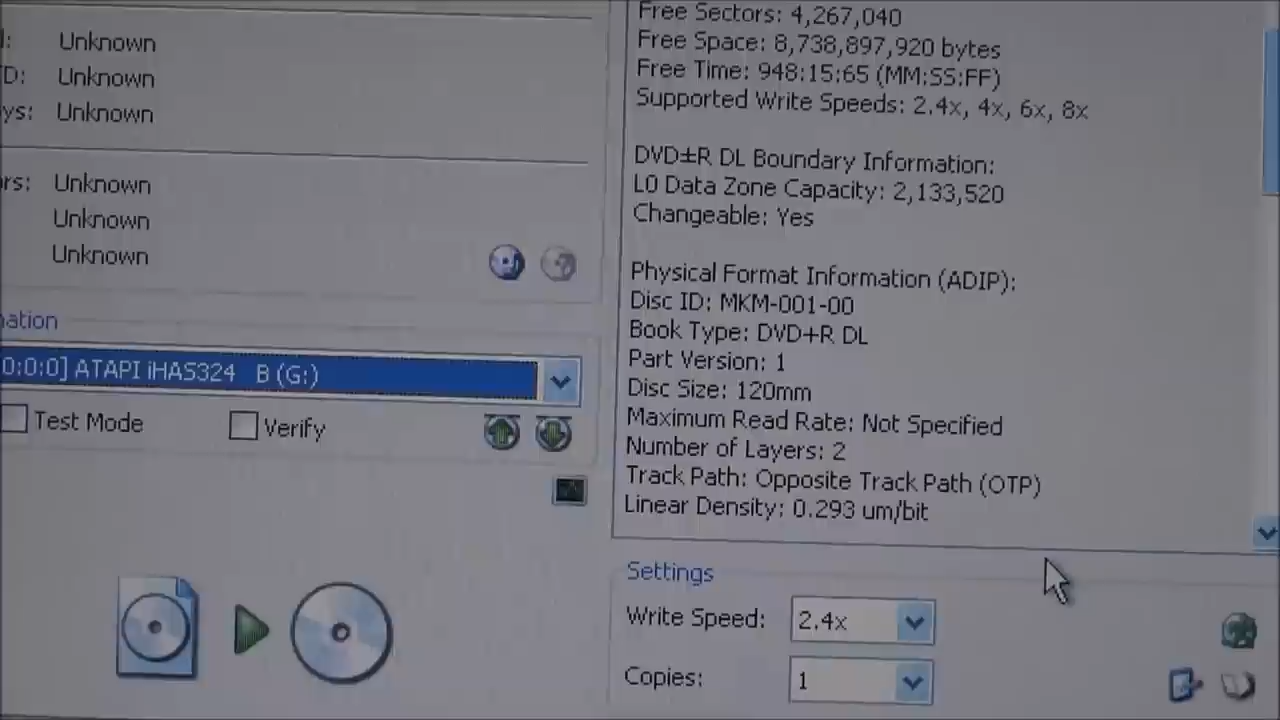 Unknown
Unknown
Unknown
Unknown
Unknown
Unknown
0:0:0] ATAPI iHAS324 B (G:)
Test Mode
Verify
Free Sectors: 4,267,040
Free Space: 8,738,897,920 bytes
Free Time: 948:15:65 (MM:SS:FF)
Supported Write Speeds: 2.4x, 4x, 6x, 8x
DVD±R DL Boundary Information:
L0 Data Zone Capacity: 2,133,520
Changeable: Yes
Physical Format Information (ADIP):
Disc ID: MKM-001-00
Book Type: DVD+R DL
Part Version: 1
Disc Size: 120mm
Maximum Read Rate: Not Specified
Number of Layers: 2
Track Path: Opposite Track Path (OTP)
Linear Density: 0.293 um/bit
Settings
Write Speed: 2.4x
Copies: 1